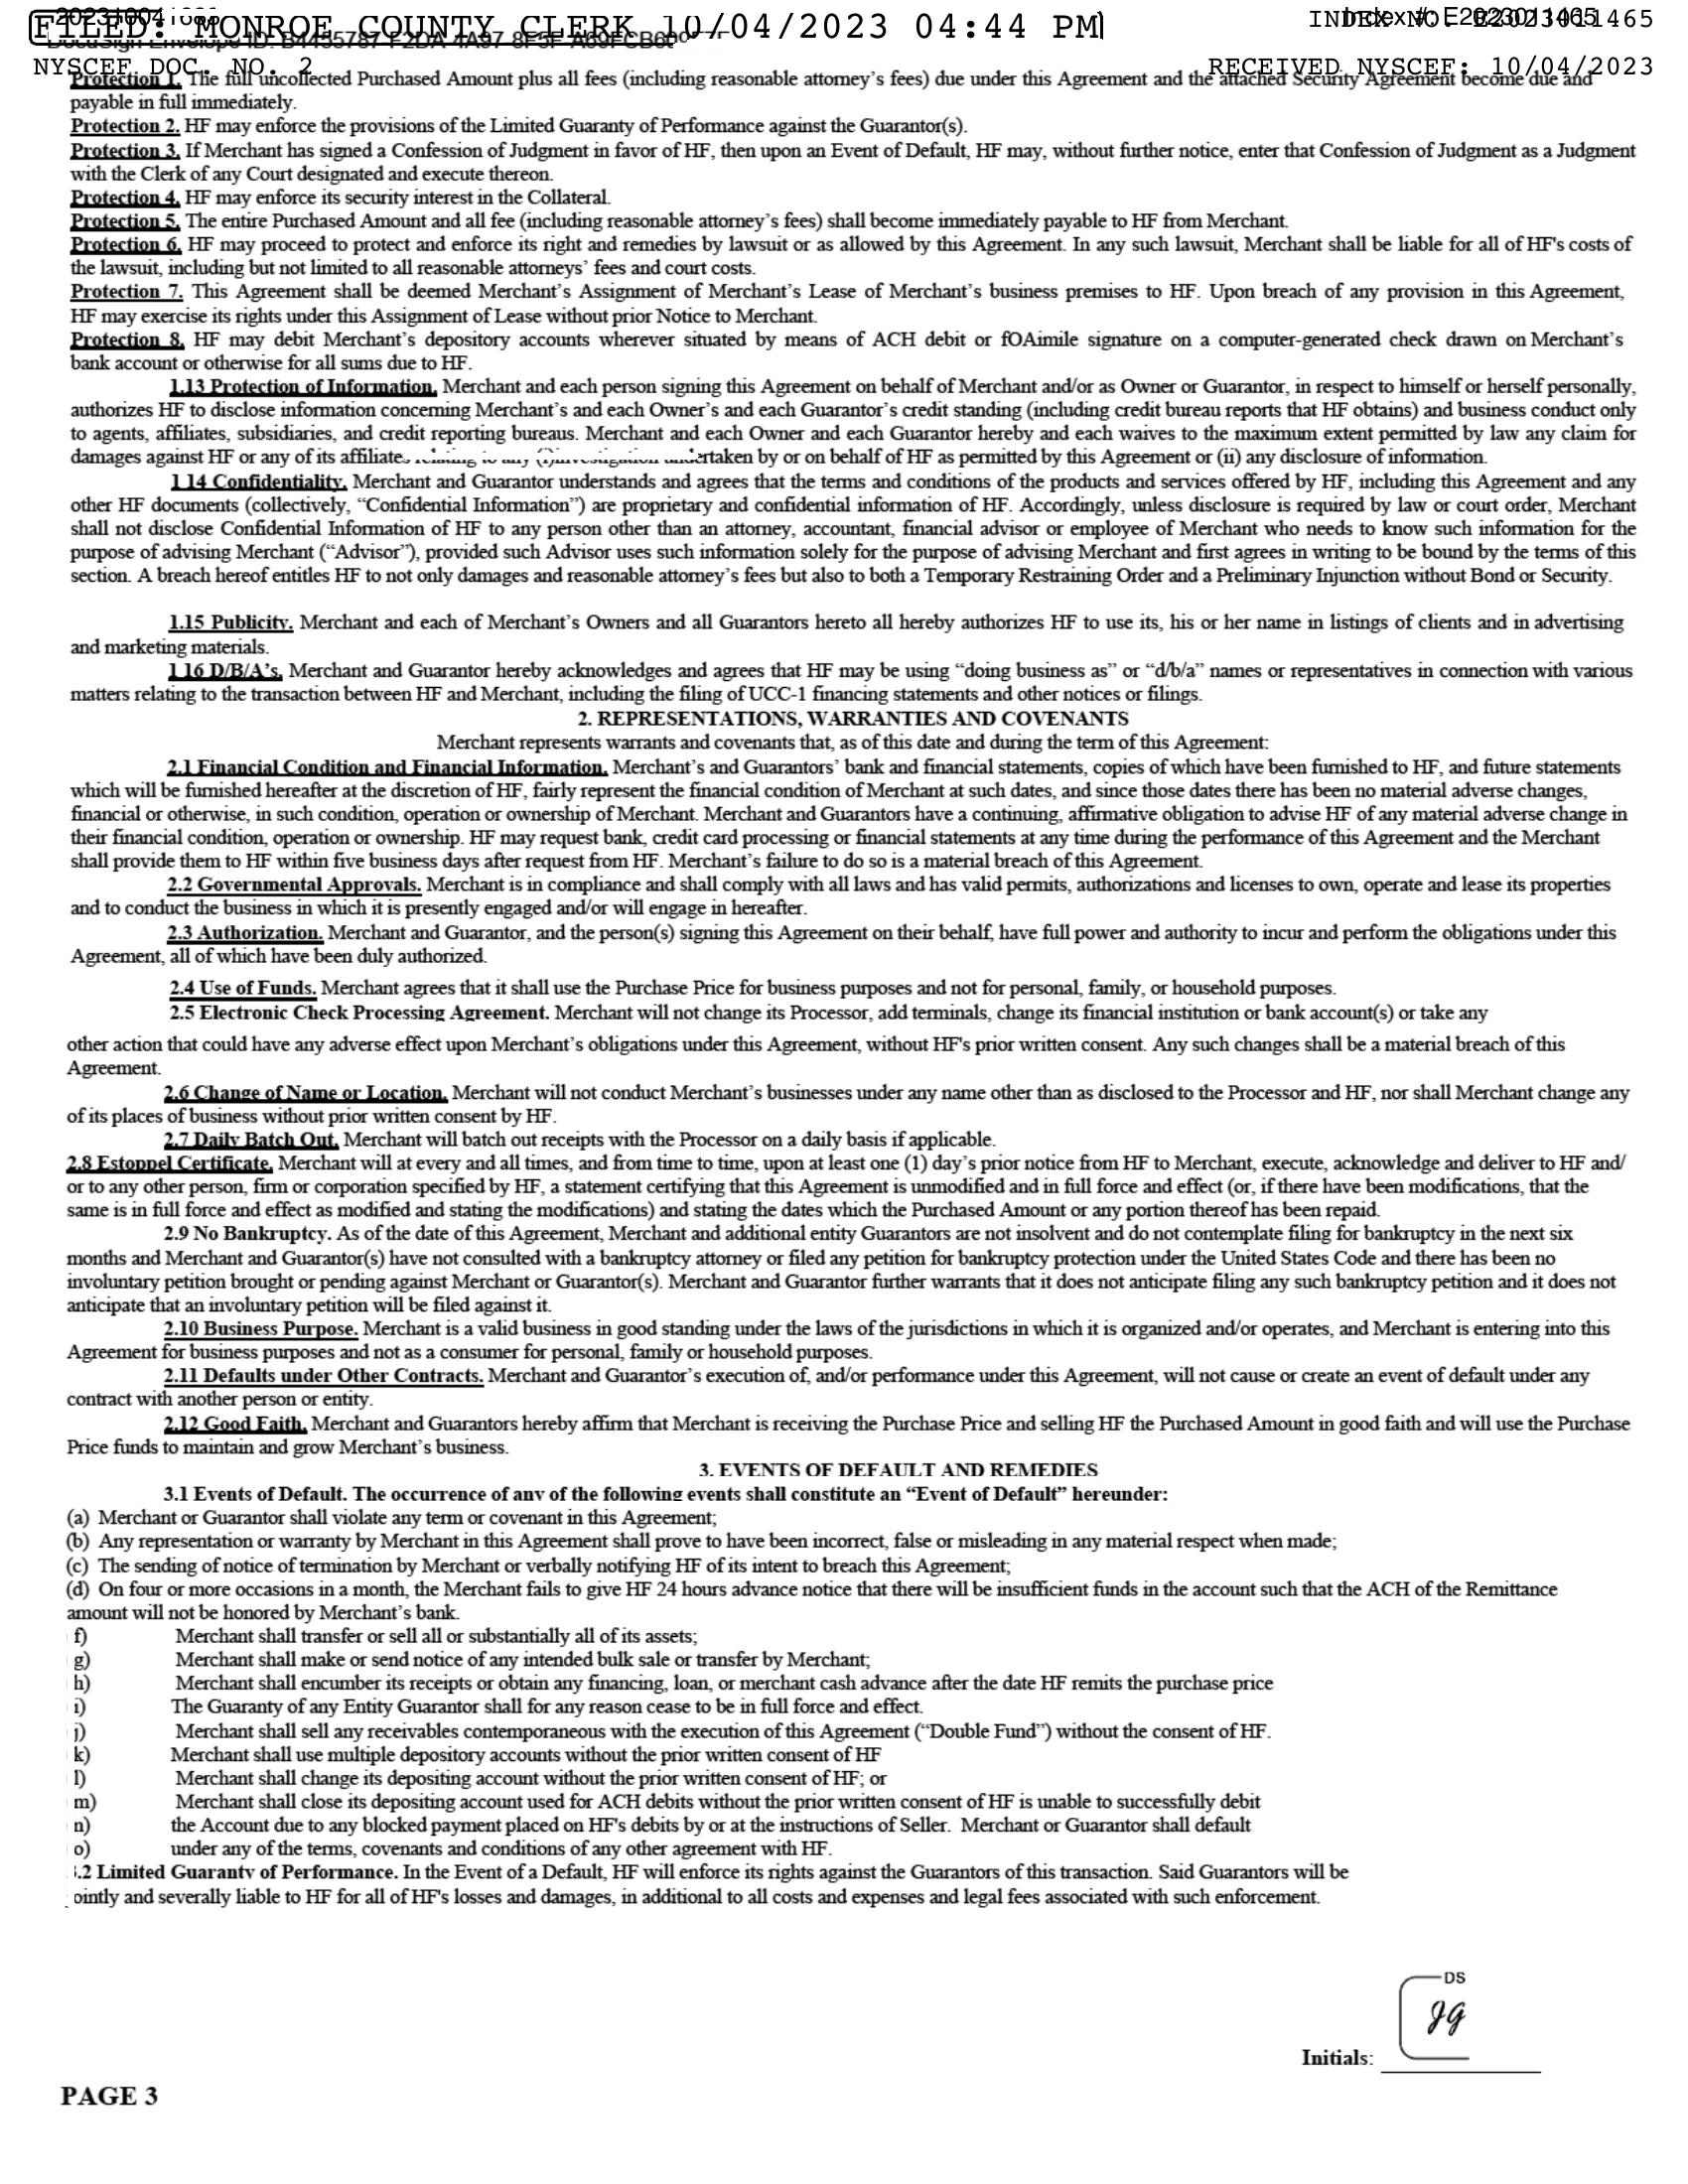 FILED: MONROE COUNTY CLERK 10/04/2023 04:44 PM
INDEX NO. E2023011465
NYSCEF DOC. NO. 2
RECEIVED NYSCEF: 10/04/2023
Protection 1. The full uncollected Purchased Amount plus all fees (including reasonable attorney’s fees) due under this Agreement and the attached Security Agreement become due and
payable in full immediately.
Protection 2. HF may enforce the provisions of the Limited Guaranty of Performance against the Guarantor(s).
Protection 3. If Merchant has signed a Confession of Judgment in favor of HF, then upon an Event of Default, HF may, without further notice, enter that Confession of Judgment as a Judgment
with the Clerk of any Court designated and execute thereon.
Protection 4. HF may enforce its security interest in the Collateral.
Protection 5. The entire Purchased Amount and all fee (including reasonable attorney’s fees) shall become immediately payable to HF from Merchant.
Protection 6. HF may proceed to protect and enforce its right and remedies by lawsuit or as allowed by this Agreement. In any such lawsuit, Merchant shall be liable for all of HF's costs of
the lawsuit, including but not limited to all reasonable attorneys’ fees and court costs.
Protection 7. This Agreement shall be deemed Merchant’s Assignment of Merchant’s Lease of Merchant’s business premises to HF. Upon breach of any provision in this Agreement,
HF may exercise its rights under this Assignment of Lease without prior Notice to Merchant.
Protection 8. HF may debit Merchant’s depository accounts wherever situated by means of ACH debit or fOAimile signature on a computer-generated check drawn on Merchant’s
bank account or otherwise for all sums due to HF.
1.13 Protection of Information. Merchant and each person signing this Agreement on behalf of Merchant and/or as Owner or Guarantor, in respect to himself or herself personally,
authorizes HF to disclose information concerning Merchant’s and each Owner’s and each Guarantor’s credit standing (including credit bureau reports that HF obtains) and business conduct only
to agents, affiliates, subsidiaries, and credit reporting bureaus. Merchant and each Owner and each Guarantor hereby and each waives to the maximum extent permitted by law any claim for
damages against HF or any of its affiliates relating to any (i)investigation undertaken by or on behalf of HF as permitted by this Agreement or (ii) any disclosure of information.
1.14 Confidentiality. Merchant and Guarantor understands and agrees that the terms and conditions of the products and services offered by HF, including this Agreement and any
other HF documents (collectively, “Confidential Information”) are proprietary and confidential information of HF. Accordingly, unless disclosure is required by law or court order, Merchant
shall not disclose Confidential Information of HF to any person other than an attorney, accountant, financial advisor or employee of Merchant who needs to know such information for the
purpose of advising Merchant (“Advisor”), provided such Advisor uses such information solely for the purpose of advising Merchant and first agrees in writing to be bound by the terms of this
section. A breach hereof entitles HF to not only damages and reasonable attorney’s fees but also to both a Temporary Restraining Order and a Preliminary Injunction without Bond or Security.
1.15 Publicity. Merchant and each of Merchant’s Owners and all Guarantors hereto all hereby authorizes HF to use its, his or her name in listings of clients and in advertising
and marketing materials.
1.16 D/B/A’s. Merchant and Guarantor hereby acknowledges and agrees that HF may be using “doing business as” or “d/b/a” names or representatives in connection with various
matters relating to the transaction between HF and Merchant, including the filing of UCC-1 financing statements and other notices or filings.
2. REPRESENTATIONS, WARRANTIES AND COVENANTS
Merchant represents warrants and covenants that, as of this date and during the term of this Agreement:
2.1 Financial Condition and Financial Information. Merchant’s and Guarantors’ bank and financial statements, copies of which have been furnished to HF, and future statements
which will be furnished hereafter at the discretion of HF, fairly represent the financial condition of Merchant at such dates, and since those dates there has been no material adverse changes,
financial or otherwise, in such condition, operation or ownership of Merchant. Merchant and Guarantors have a continuing, affirmative obligation to advise HF of any material adverse change in
their financial condition, operation or ownership. HF may request bank, credit card processing or financial statements at any time during the performance of this Agreement and the Merchant
shall provide them to HF within five business days after request from HF. Merchant’s failure to do so is a material breach of this Agreement.
2.2 Governmental Approvals. Merchant is in compliance and shall comply with all laws and has valid permits, authorizations and licenses to own, operate and lease its properties
and to conduct the business in which it is presently engaged and/or will engage in hereafter.
2.3 Authorization. Merchant and Guarantor, and the person(s) signing this Agreement on their behalf, have full power and authority to incur and perform the obligations under this
Agreement, all of which have been duly authorized.
2.4 Use of Funds. Merchant agrees that it shall use the Purchase Price for business purposes and not for personal, family, or household purposes.
2.5 Electronic Check Processing Agreement. Merchant will not change its Processor, add terminals, change its financial institution or bank account(s) or take any
other action that could have any adverse effect upon Merchant’s obligations under this Agreement, without HF's prior written consent. Any such changes shall be a material breach of this
Agreement.
2.6 Change of Name or Location. Merchant will not conduct Merchant’s businesses under any name other than as disclosed to the Processor and HF, nor shall Merchant change any
of its places of business without prior written consent by HF.
2.7 Daily Batch Out. Merchant will batch out receipts with the Processor on a daily basis if applicable.
2.8 Estoppel Certificate. Merchant will at every and all times, and from time to time, upon at least one (1) day’s prior notice from HF to Merchant, execute, acknowledge and deliver to HF and/
or to any other person, firm or corporation specified by HF, a statement certifying that this Agreement is unmodified and in full force and effect (or, if there have been modifications, that the
same is in full force and effect as modified and stating the modifications) and stating the dates which the Purchased Amount or any portion thereof has been repaid.
2.9 No Bankruptcy. As of the date of this Agreement, Merchant and additional entity Guarantors are not insolvent and do not contemplate filing for bankruptcy in the next six
months and Merchant and Guarantor(s) have not consulted with a bankruptcy attorney or filed any petition for bankruptcy protection under the United States Code and there has been no
involuntary petition brought or pending against Merchant or Guarantor(s). Merchant and Guarantor further warrants that it does not anticipate filing any such bankruptcy petition and it does not
anticipate that an involuntary petition will be filed against it.
2.10 Business Purpose. Merchant is a valid business in good standing under the laws of the jurisdictions in which it is organized and/or operates, and Merchant is entering into this
Agreement for business purposes and not as a consumer for personal, family or household purposes.
2.11 Defaults under Other Contracts. Merchant and Guarantor’s execution of, and/or performance under this Agreement, will not cause or create an event of default under any
contract with another person or entity.
2.12 Good Faith. Merchant and Guarantors hereby affirm that Merchant is receiving the Purchase Price and selling HF the Purchased Amount in good faith and will use the Purchase
Price funds to maintain and grow Merchant’s business.
3. EVENTS OF DEFAULT AND REMEDIES
3.1 Events of Default. The occurrence of any of the following events shall constitute an “Event of Default” hereunder:
(a) Merchant or Guarantor shall violate any term or covenant in this Agreement;
(b) Any representation or warranty by Merchant in this Agreement shall prove to have been incorrect, false or misleading in any material respect when made;
(c) The sending of notice of termination by Merchant or verbally notifying HF of its intent to breach this Agreement;
(d) On four or more occasions in a month, the Merchant fails to give HF 24 hours advance notice that there will be insufficient funds in the account such that the ACH of the Remittance
amount will not be honored by Merchant’s bank.
f) Merchant shall transfer or sell all or substantially all of its assets;
g) Merchant shall make or send notice of any intended bulk sale or transfer by Merchant;
h) Merchant shall encumber its receipts or obtain any financing, loan, or merchant cash advance after the date HF remits the purchase price
i) The Guaranty of any Entity Guarantor shall for any reason cease to be in full force and effect.
j) Merchant shall sell any receivables contemporaneous with the execution of this Agreement (“Double Fund”) without the consent of HF.
k) Merchant shall use multiple depository accounts without the prior written consent of HF
l) Merchant shall change its depositing account without the prior written consent of HF; or
m) Merchant shall close its depositing account used for ACH debits without the prior written consent of HF is unable to successfully debit
n) the Account due to any blocked payment placed on HF's debits by or at the instructions of Seller. Merchant or Guarantor shall default
o) under any of the terms, covenants and conditions of any other agreement with HF.
.2 Limited Guaranty of Performance. In the Event of a Default, HF will enforce its rights against the Guarantors of this transaction. Said Guarantors will be
ointly and severally liable to HF for all of HF's losses and damages, in additional to all costs and expenses and legal fees associated with such enforcement.
DS
JG
Initials:
PAGE 3